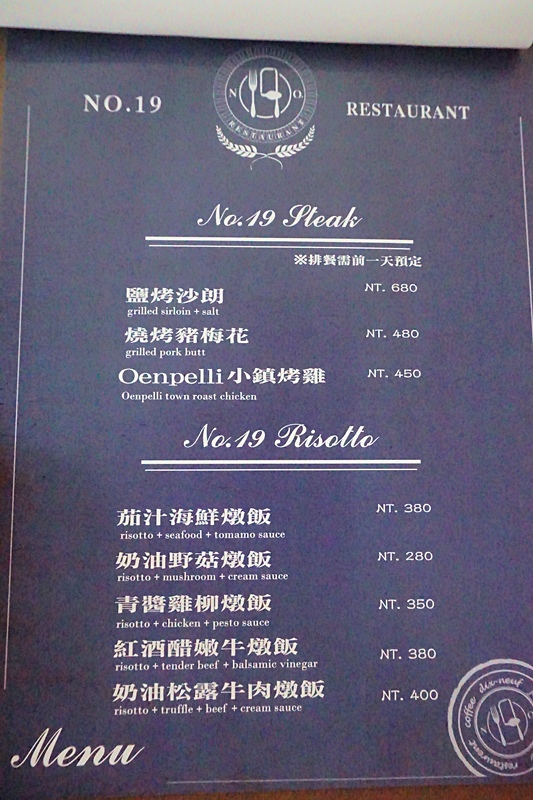 NO.19
N O.
RESTAURANT
RESTAURANT
No.19 Steak
※排餐需前一天預定
鹽烤沙朗 NT. 680
grilled sirloin + salt
燒烤豬梅花 NT. 480
grilled pork butt
Oenpelli小鎮烤雞 NT. 450
Oenpelli town roast chicken
No.19 Risotto
茄汁海鮮燉飯 NT. 380
risotto + seafood + tomamo sauce
奶油野菇燉飯 NT. 280
risotto + mushroom + cream sauce
青醬雞柳燉飯 NT. 350
risotto + chicken + pesto sauce
紅酒醋嫩牛燉飯 NT. 380
risotto + tender beef + balsamic vinegar
奶油松露牛肉燉飯 NT. 400
risotto + truffle + beef + cream sauce
coffee dix-neuf
restaurant
Menu